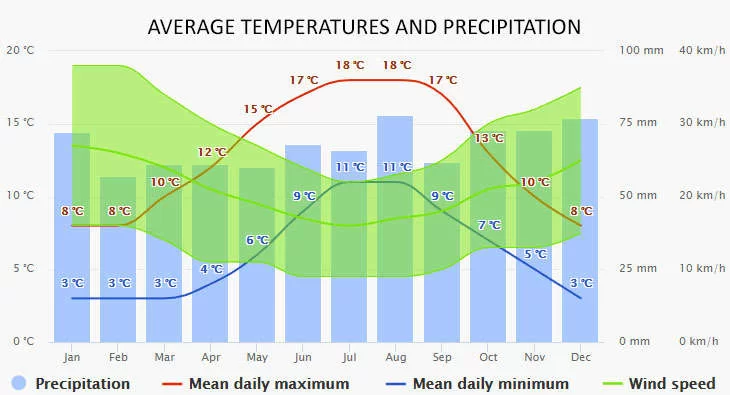 AVERAGE TEMPERATURES AND PRECIPITATION
20 °C 100 mm 40 km/h
18 °C 18 °C
17 °C 17 °C
15 °C
15 °C 75 mm 30 km/h
13 °C
12 °C
11 °C 11 °C
10 °C 10 °C
10 °C 50 mm 20 km/h
9 °C 9 °C
8 °C 8 °C 8 °C
7 °C
6 °C
5 °C
5 °C 25 mm 10 km/h
4 °C
3 °C 3 °C 3 °C 3 °C
0 °C 0 mm 0 km/h
Jan Feb Mar Apr May Jun Jul Aug Sep Oct Nov Dec
Precipitation Mean daily maximum Mean daily minimum Wind speed